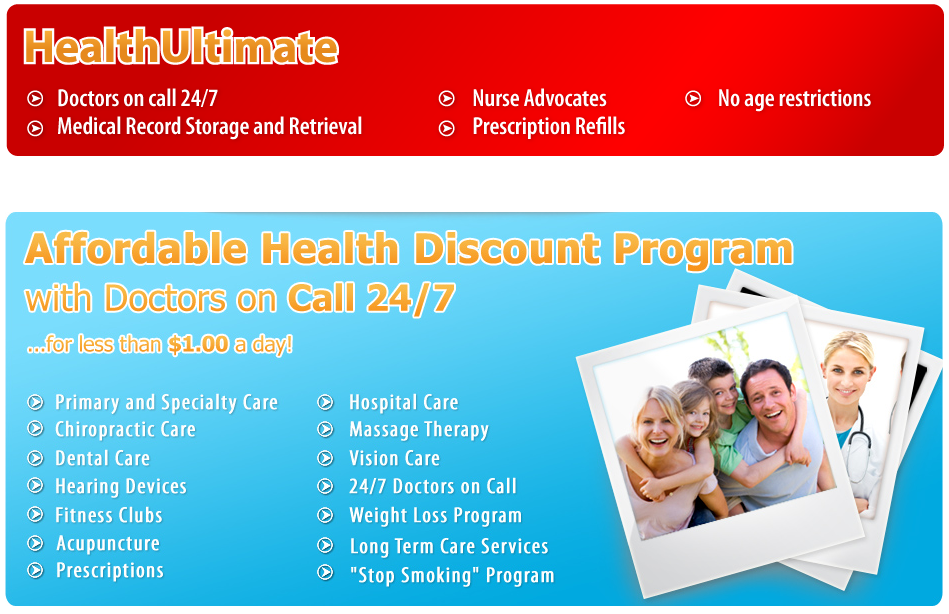 HealthUltimate
Doctors on call 24/7
Medical Record Storage and Retrieval
Nurse Advocates
Prescription Refills
No age restrictions
Affordable Health Discount Program
with Doctors on Call 24/7
...for less than $1.00 a day!
Primary and Specialty Care
Chiropractic Care
Dental Care
Hearing Devices
Fitness Clubs
Acupuncture
Prescriptions
Hospital Care
Massage Therapy
Vision Care
24/7 Doctors on Call
Weight Loss Program
Long Term Care Services
"Stop Smoking" Program